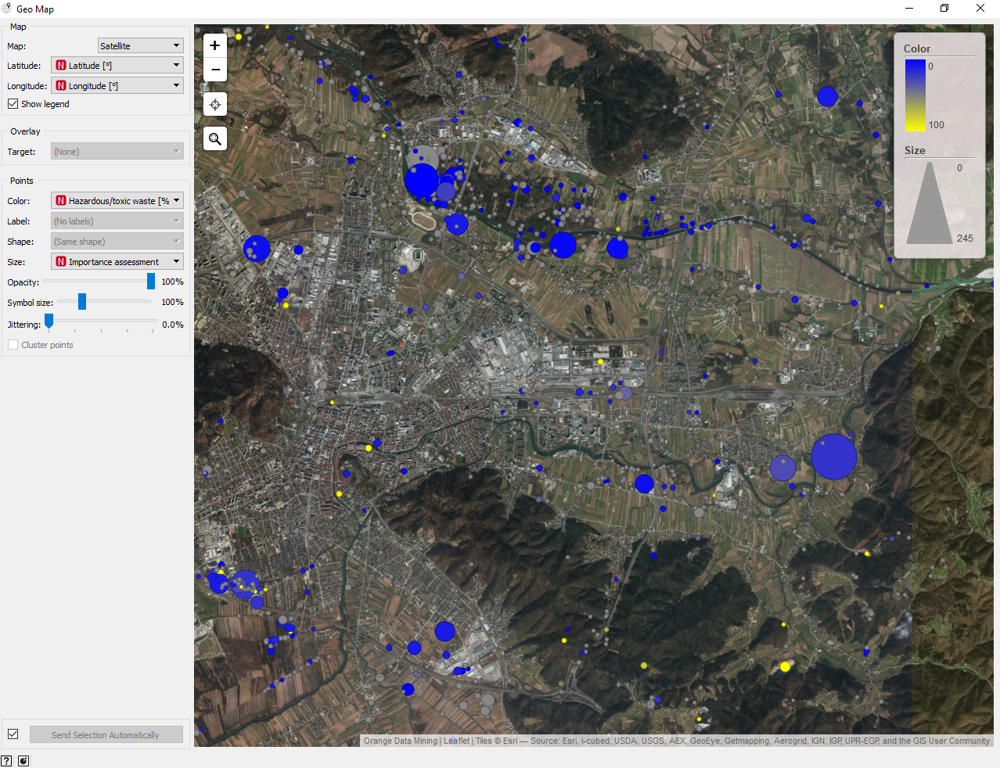 Geo Map
Map
Map: Satellite
Latitude: N Latitude [°]
Longitude: N Longitude [°]
Show legend
Overlay
Target: (None)
Points
Color: N Hazardous/toxic waste [%
Label: (No labels)
Shape: (Same shape)
Size: N Importance assessment
Opacity: 100%
Symbol size: 100%
Jittering: 0.0%
Cluster points
Send Selection Automatically
?
+
−
Color
0
100
Size
0
245
Orange Data Mining | Leaflet | Tiles © Esri — Source: Esri, i-cubed, USDA, USGS, AEX, GeoEye, Getmapping, Aerogrid, IGN, IGP, UPR-EGP, and the GIS User Community